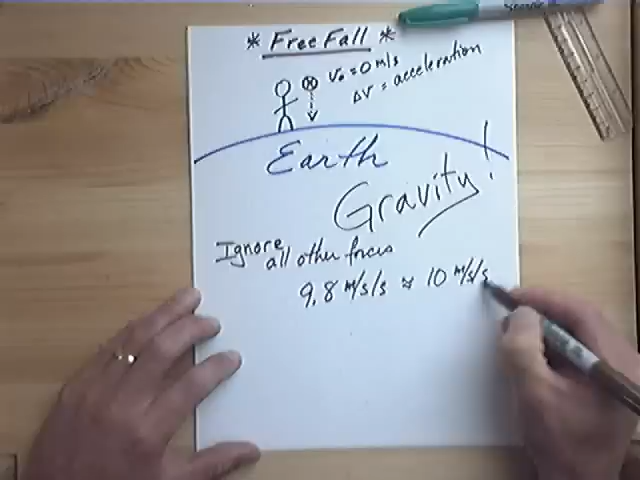 * Free Fall *
V₀ = 0 m/s
ΔV = acceleration
Earth
Gravity!
Ignore
all other forces
9.8 m/s/s ≈ 10 m/s/s